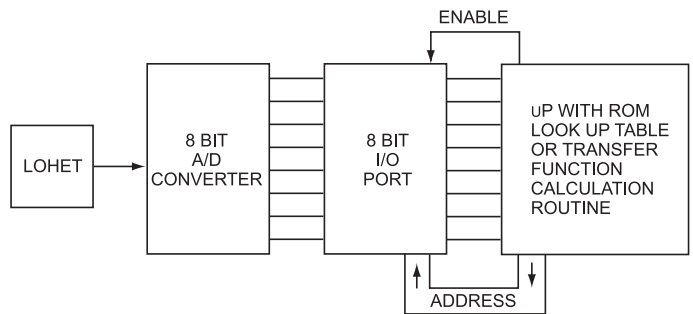 ENABLE
LOHET
8 BIT
A/D
CONVERTER
8 BIT
I/O
PORT
UP WITH ROM
LOOK UP TABLE
OR TRANSFER
FUNCTION
CALCULATION
ROUTINE
ADDRESS